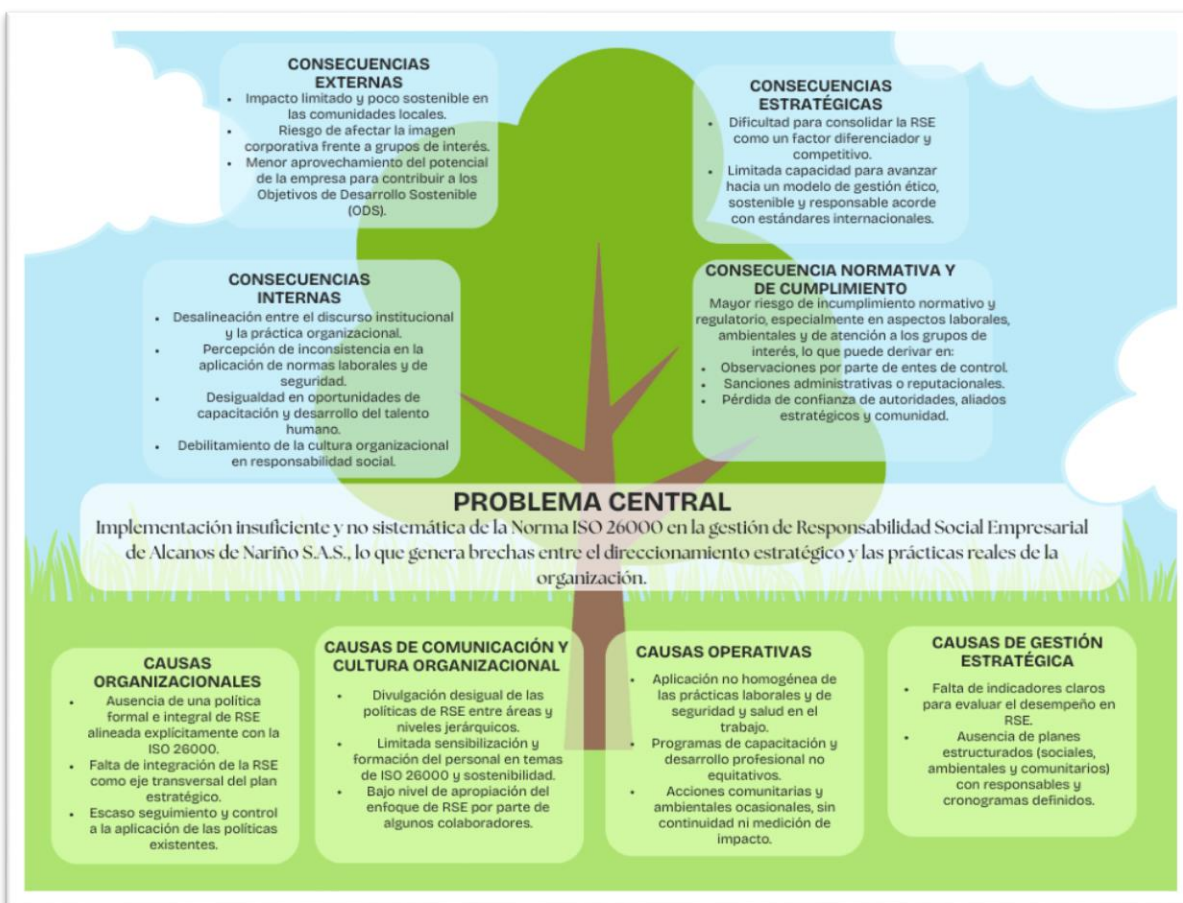 CONSECUENCIAS
EXTERNAS
• Impacto limitado y poco sostenible en
las comunidades locales.
• Riesgo de afectar la imagen
corporativa frente a grupos de interés.
• Menor aprovechamiento del potencial
de la empresa para contribuir a los
Objetivos de Desarrollo Sostenible
(ODS).
CONSECUENCIAS
ESTRATÉGICAS
• Dificultad para consolidar la RSE
como un factor diferenciador y
competitivo.
• Limitada capacidad para avanzar
hacia un modelo de gestión ético,
sostenible y responsable acorde
con estándares internacionales.
CONSECUENCIAS
INTERNAS
• Desalineación entre el discurso institucional
y la práctica organizacional.
• Percepción de inconsistencia en la
aplicación de normas laborales y de
seguridad.
• Desigualdad en oportunidades de
capacitación y desarrollo del talento
humano.
• Debilitamiento de la cultura organizacional
en responsabilidad social.
CONSECUENCIA NORMATIVA Y
DE CUMPLIMIENTO
Mayor riesgo de incumplimiento normativo y
regulatorio, especialmente en aspectos laborales,
ambientales y de atención a los grupos de
interés, lo que puede derivar en:
• Observaciones por parte de entes de control.
• Sanciones administrativas o reputacionales.
• Pérdida de confianza de autoridades, aliados
estratégicos y comunidad.
PROBLEMA CENTRAL
Implementación insuficiente y no sistemática de la Norma ISO 26000 en la gestión de Responsabilidad Social Empresarial
de Alcanos de Nariño S.A.S., lo que genera brechas entre el direccionamiento estratégico y las prácticas reales de la
organización.
CAUSAS
ORGANIZACIONALES
• Ausencia de una política
formal e integral de RSE
alineada explícitamente con la
ISO 26000.
• Falta de integración de la RSE
como eje transversal del plan
estratégico.
• Escaso seguimiento y control
a la aplicación de las políticas
existentes.
CAUSAS DE COMUNICACIÓN Y
CULTURA ORGANIZACIONAL
• Divulgación desigual de las
políticas de RSE entre áreas y
niveles jerárquicos.
• Limitada sensibilización y
formación del personal en temas
de ISO 26000 y sostenibilidad.
• Bajo nivel de apropiación del
enfoque de RSE por parte de
algunos colaboradores.
CAUSAS OPERATIVAS
• Aplicación no homogénea de
las prácticas laborales y de
seguridad y salud en el
trabajo.
• Programas de capacitación y
desarrollo profesional no
equitativos.
• Acciones comunitarias y
ambientales ocasionales, sin
continuidad ni medición de
impacto.
CAUSAS DE GESTIÓN
ESTRATÉGICA
• Falta de indicadores claros
para evaluar el desempeño en
RSE.
• Ausencia de planes
estructurados (sociales,
ambientales y comunitarios)
con responsables y
cronogramas definidos.